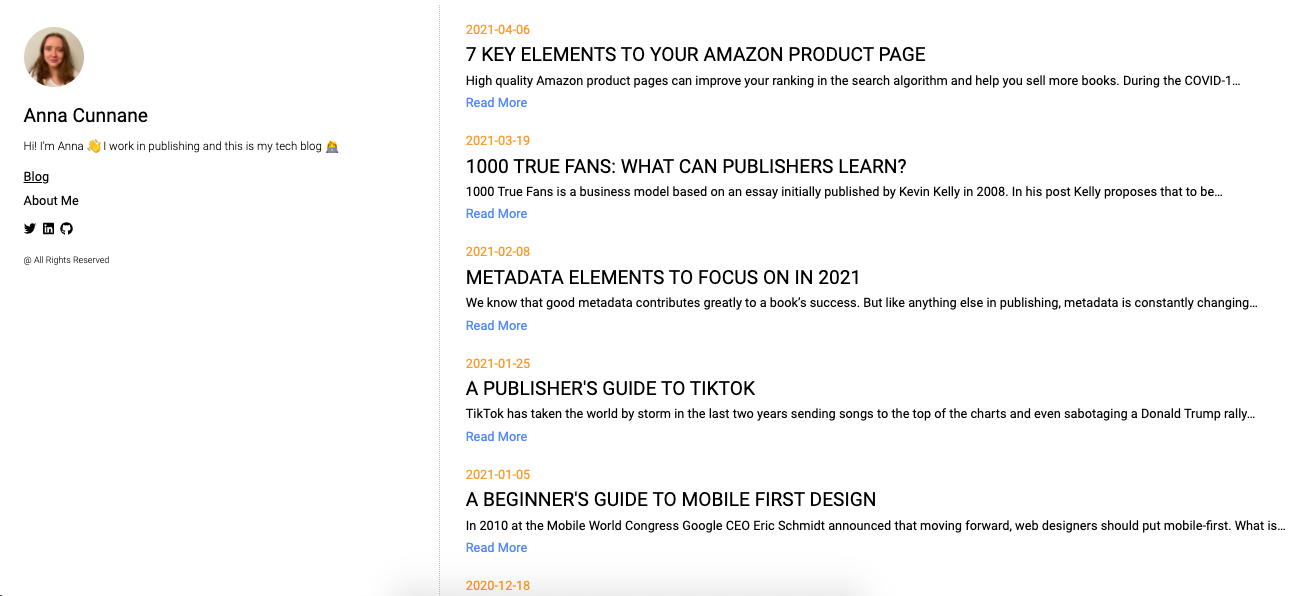 Anna Cunnane
Hi! I'm Anna 👋 I work in publishing and this is my tech blog 👩‍💻
Blog
About Me
@ All Rights Reserved
2021-04-06
7 KEY ELEMENTS TO YOUR AMAZON PRODUCT PAGE
High quality Amazon product pages can improve your ranking in the search algorithm and help you sell more books. During the COVID-1...
Read More
2021-03-19
1000 TRUE FANS: WHAT CAN PUBLISHERS LEARN?
1000 True Fans is a business model based on an essay initially published by Kevin Kelly in 2008. In his post Kelly proposes that to be...
Read More
2021-02-08
METADATA ELEMENTS TO FOCUS ON IN 2021
We know that good metadata contributes greatly to a book’s success. But like anything else in publishing, metadata is constantly changing...
Read More
2021-01-25
A PUBLISHER'S GUIDE TO TIKTOK
TikTok has taken the world by storm in the last two years sending songs to the top of the charts and even sabotaging a Donald Trump rally...
Read More
2021-01-05
A BEGINNER'S GUIDE TO MOBILE FIRST DESIGN
In 2010 at the Mobile World Congress Google CEO Eric Schmidt announced that moving forward, web designers should put mobile-first. What is...
Read More
2020-12-18